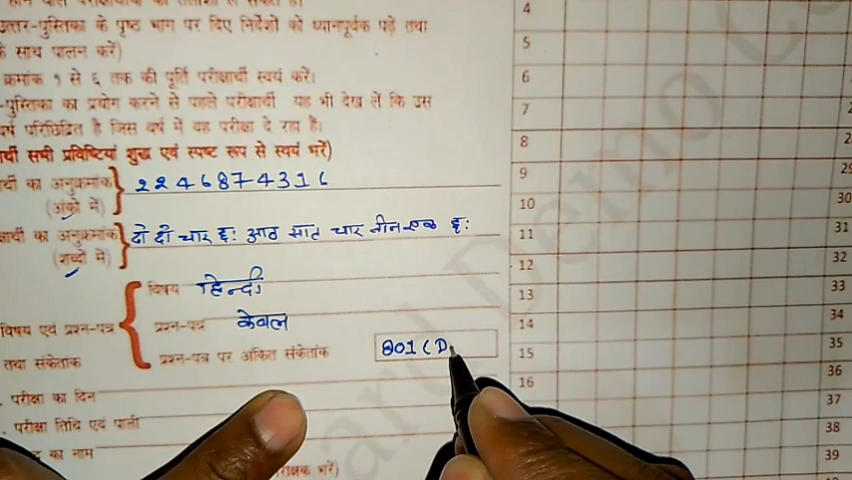 उत्तर-पुस्तिका के पृष्ठ भाग पर दिए निर्देशों को ध्यानपूर्वक पढ़े तथा
के साथ पालन करें)
क्रमांक १ से ६ तक की पूर्ति परीक्षार्थी स्वयं करें।
-पुस्तिका का प्रयोग करने से पहले परीक्षार्थी यह भी देख लें कि उस
वर्ष परिछिद्रित है जिस वर्ष में वह परीक्षा दे रहा है।
र्थी सभी प्रविष्टियां शुद्ध एवं स्पष्ट रूप से स्वयं भरें)
र्थी का अनुक्रमांक 2246874316
(अंको में)
र्थी का अनुक्रमांक दो दो चार छः आठ सात चार तीन एक छः
(शब्दों में)
विषय हिन्दी
विषय एवं प्रश्न-पत्र प्रश्न-पत्र केवल
तथा संकेतांक प्रश्न-पत्र पर अंकित संकेतांक 801(D
परीक्षा का दिन
परीक्षा तिथि एवं पाली
का नाम
भरें)
4
5
6
7
8
9 29
10 30
11 31
12 32
13 33
14 34
15 35
16 36
37
38
39